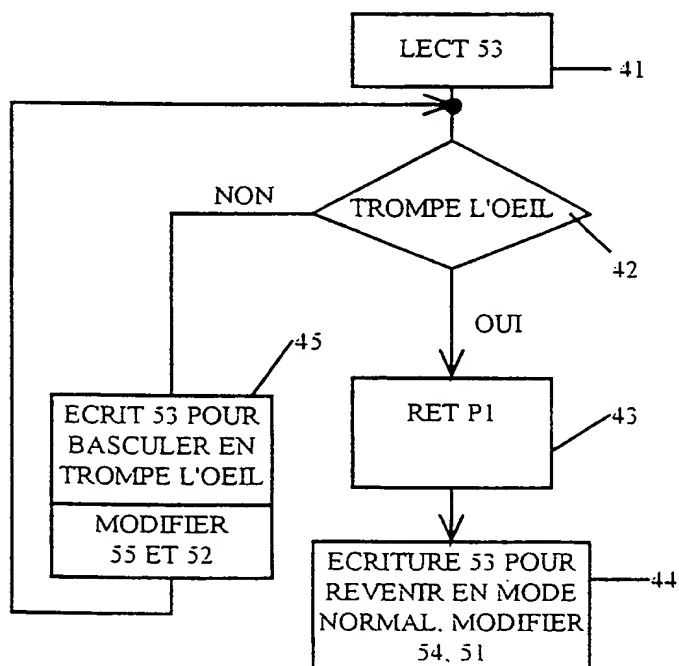 LECT 53
41
NON
TROMPE L'OEIL
42
OUI
45
ECRIT 53 POUR
BASCULER EN
TROMPE L'OEIL
MODIFIER
55 ET 52
RET P1
43
ECRITURE 53 POUR
REVENIR EN MODE
NORMAL. MODIFIER
54, 51
44